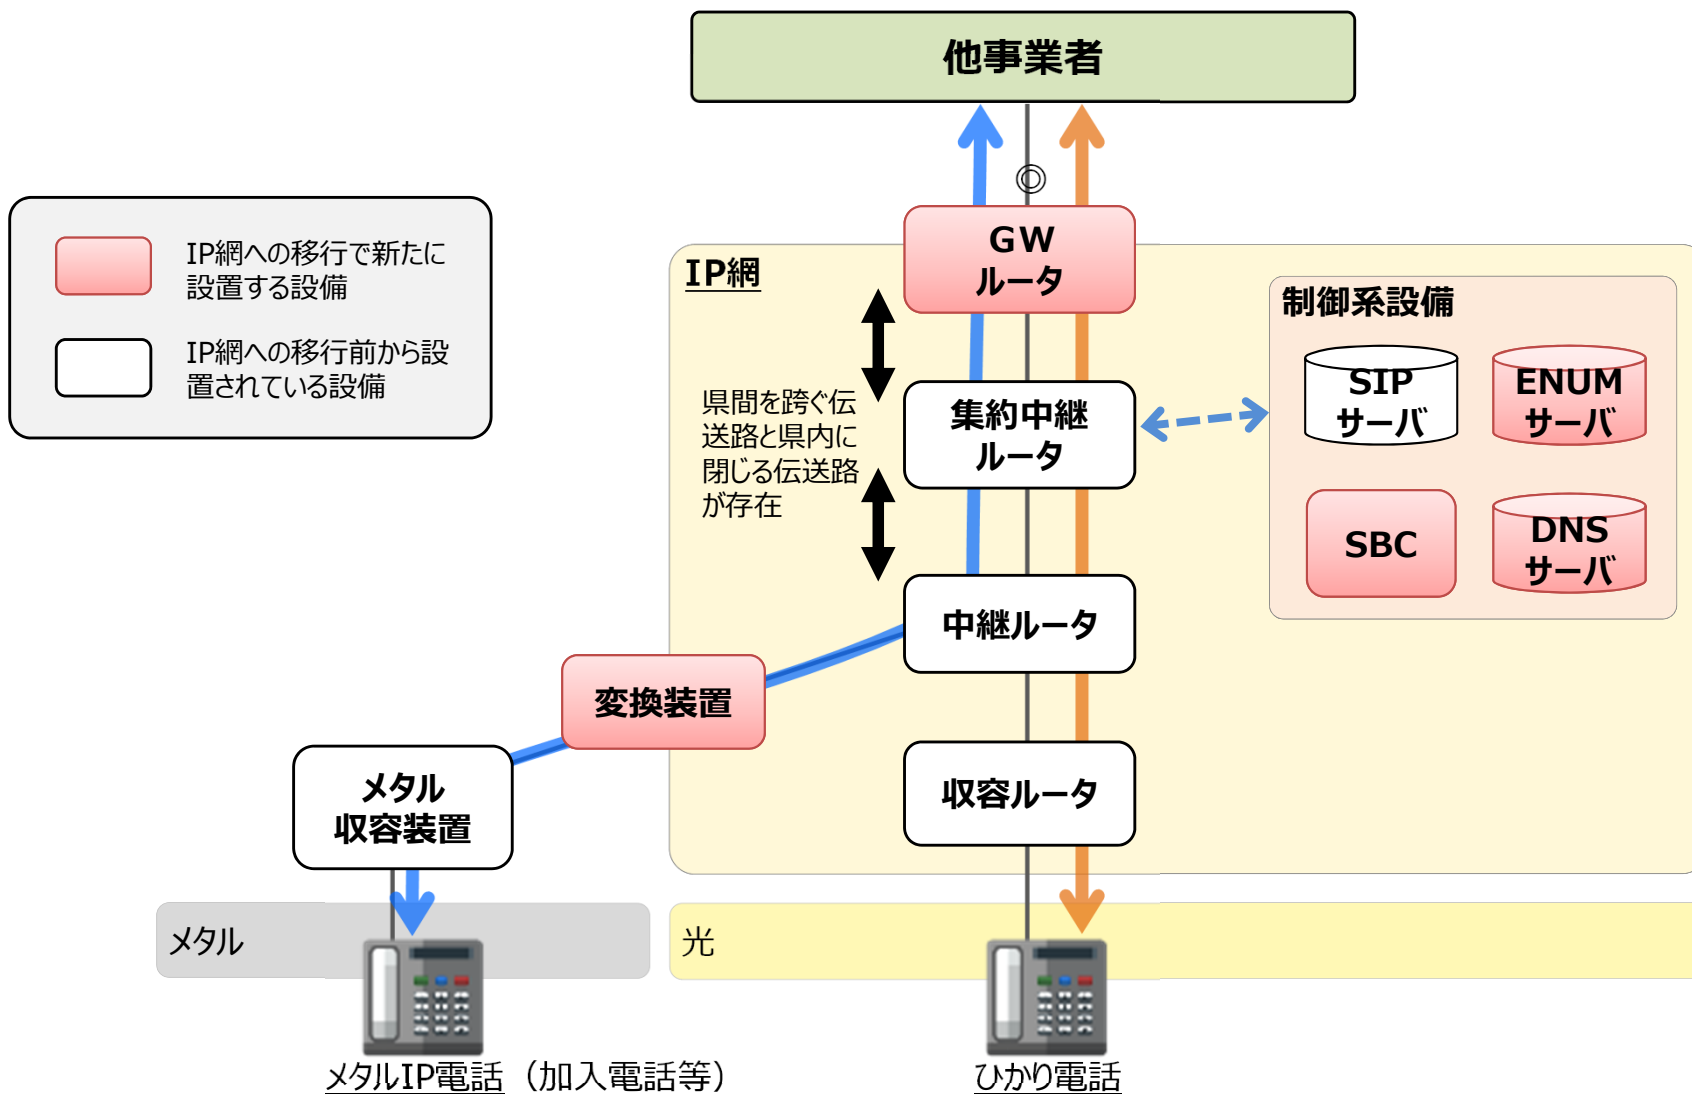 他事業者
◎
IP網への移行で新たに
設置する設備
IP網への移行前から設
置されている設備
IP網
GW
ルータ
制御系設備
SIP
サーバ
ENUM
サーバ
県間を跨ぐ伝
送路と県内に
閉じる伝送路
が存在
集約中継
ルータ
SBC
DNS
サーバ
中継ルータ
変換装置
メタル
収容装置
収容ルータ
メタル
光
メタルIP電話（加入電話等）
ひかり電話